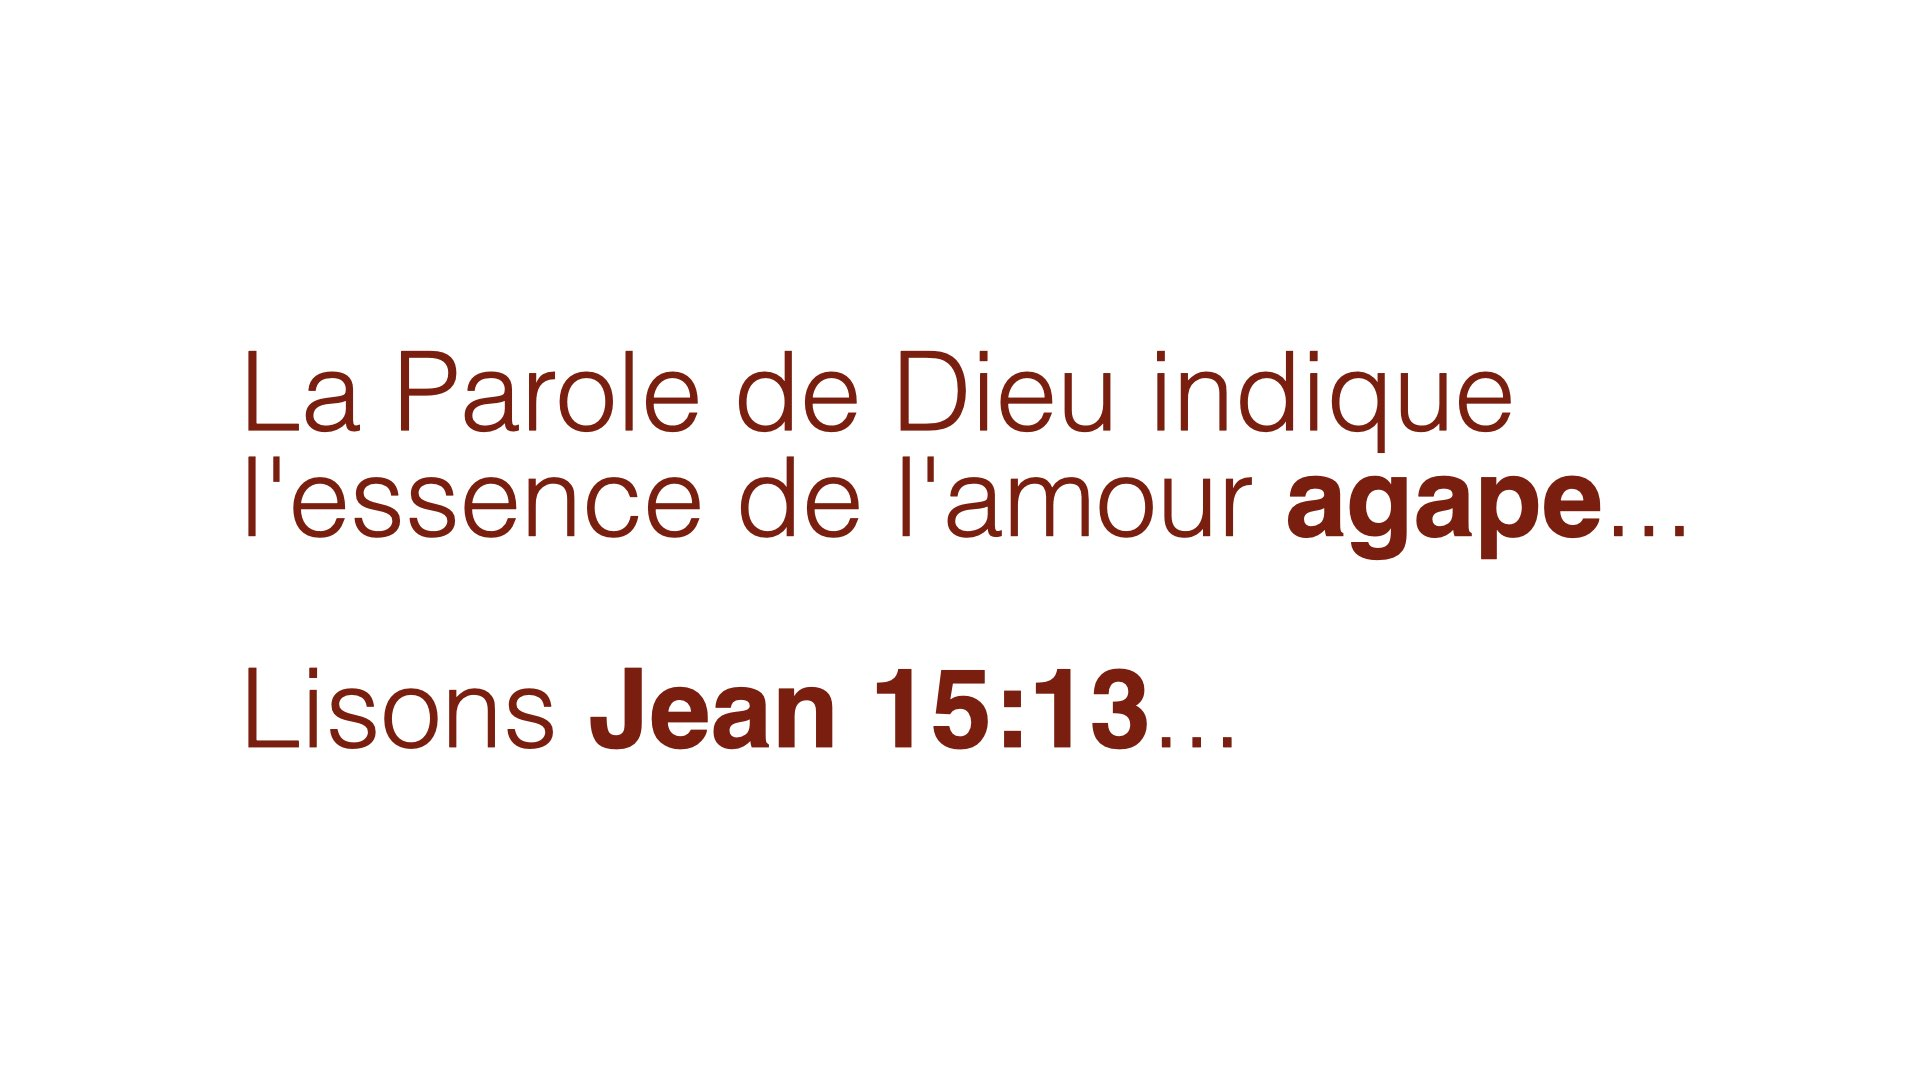 La Parole de Dieu indique
l'essence de l'amour agape...
Lisons Jean 15:13...